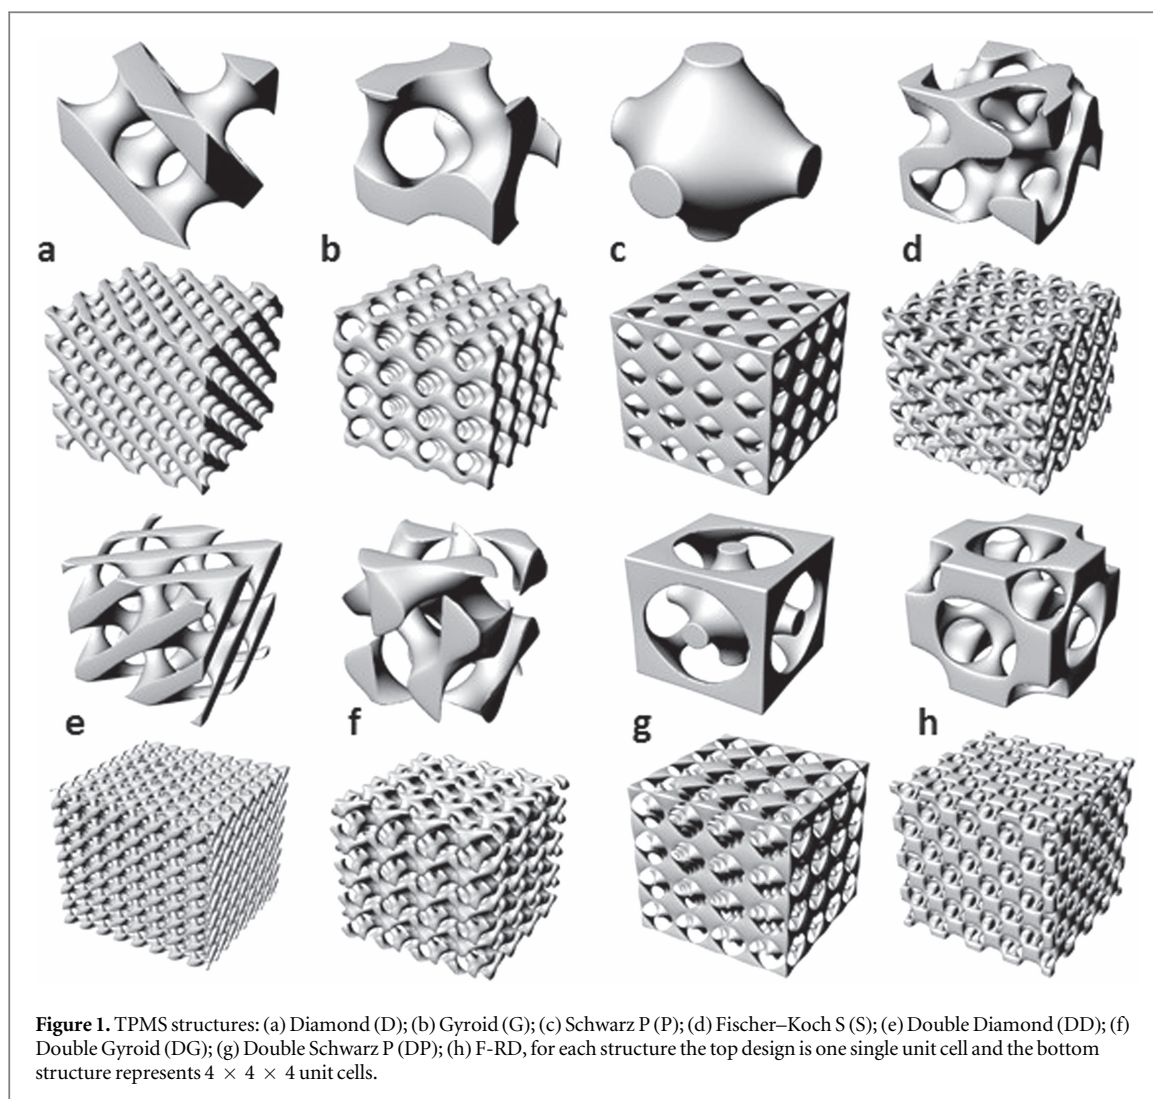 a
b
c
d
e
f
g
h
Figure 1. TPMS structures: (a) Diamond (D); (b) Gyroid (G); (c) Schwarz P (P); (d) Fischer–Koch S (S); (e) Double Diamond (DD); (f)
Double Gyroid (DG); (g) Double Schwarz P (DP); (h) F-RD, for each structure the top design is one single unit cell and the bottom
structure represents 4 × 4 × 4 unit cells.